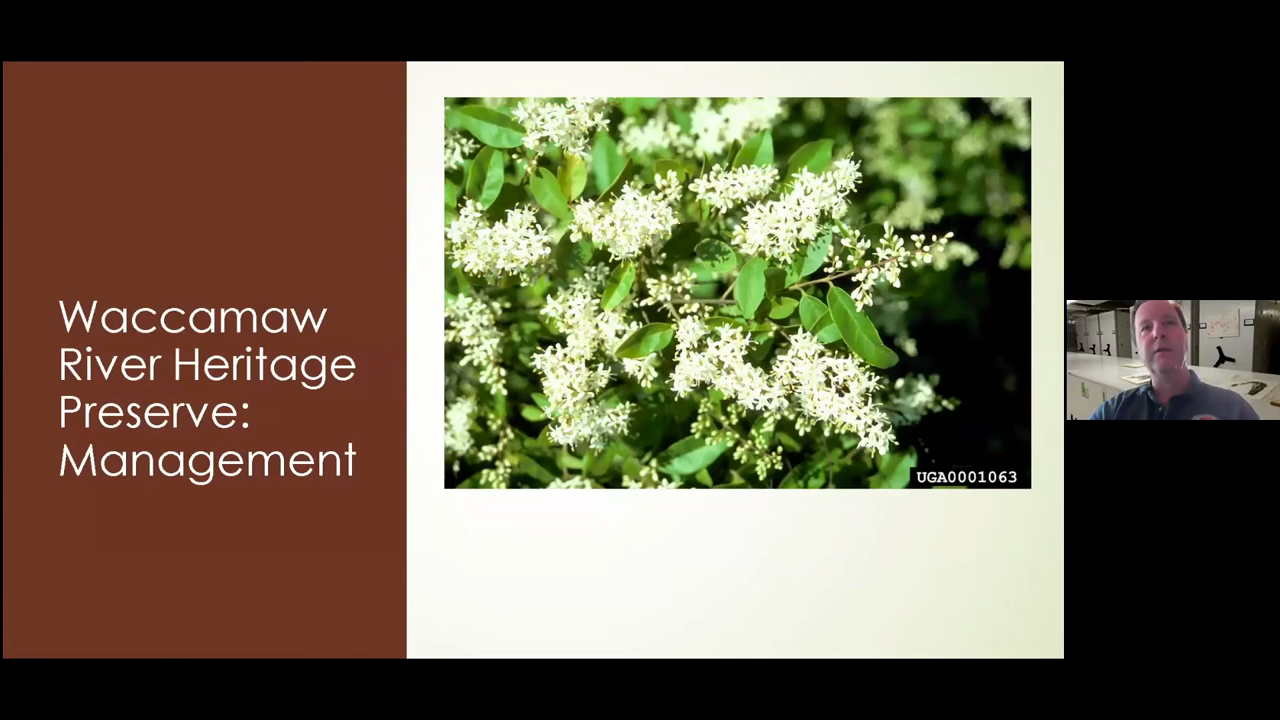 Waccamaw
River Heritage
Preserve:
Management
UGA0001063